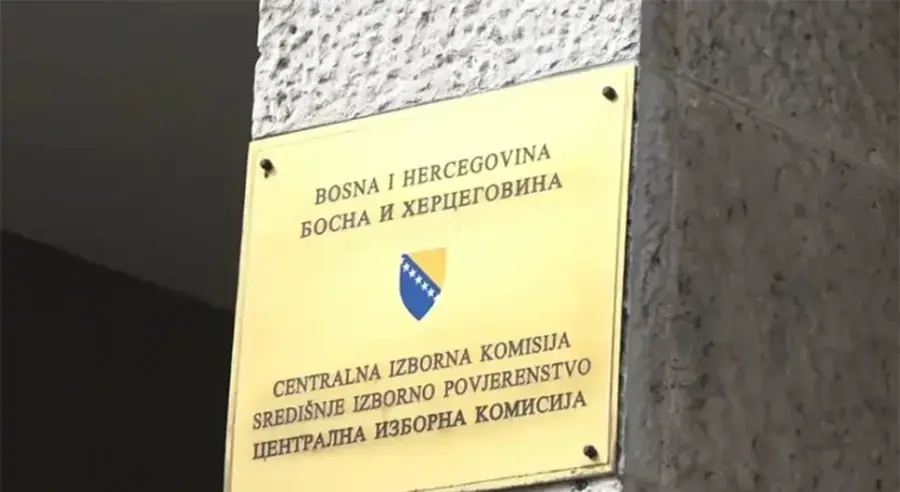 BOSNA I HERCEGOVINA
БОСНА И ХЕРЦЕГОВИНА
CENTRALNA IZBORNA KOMISIJA
SREDIŠNJE IZBORNO POVJERENSTVO
ЦЕНТРАЛНА ИЗБОРНА КОМИСИЈА